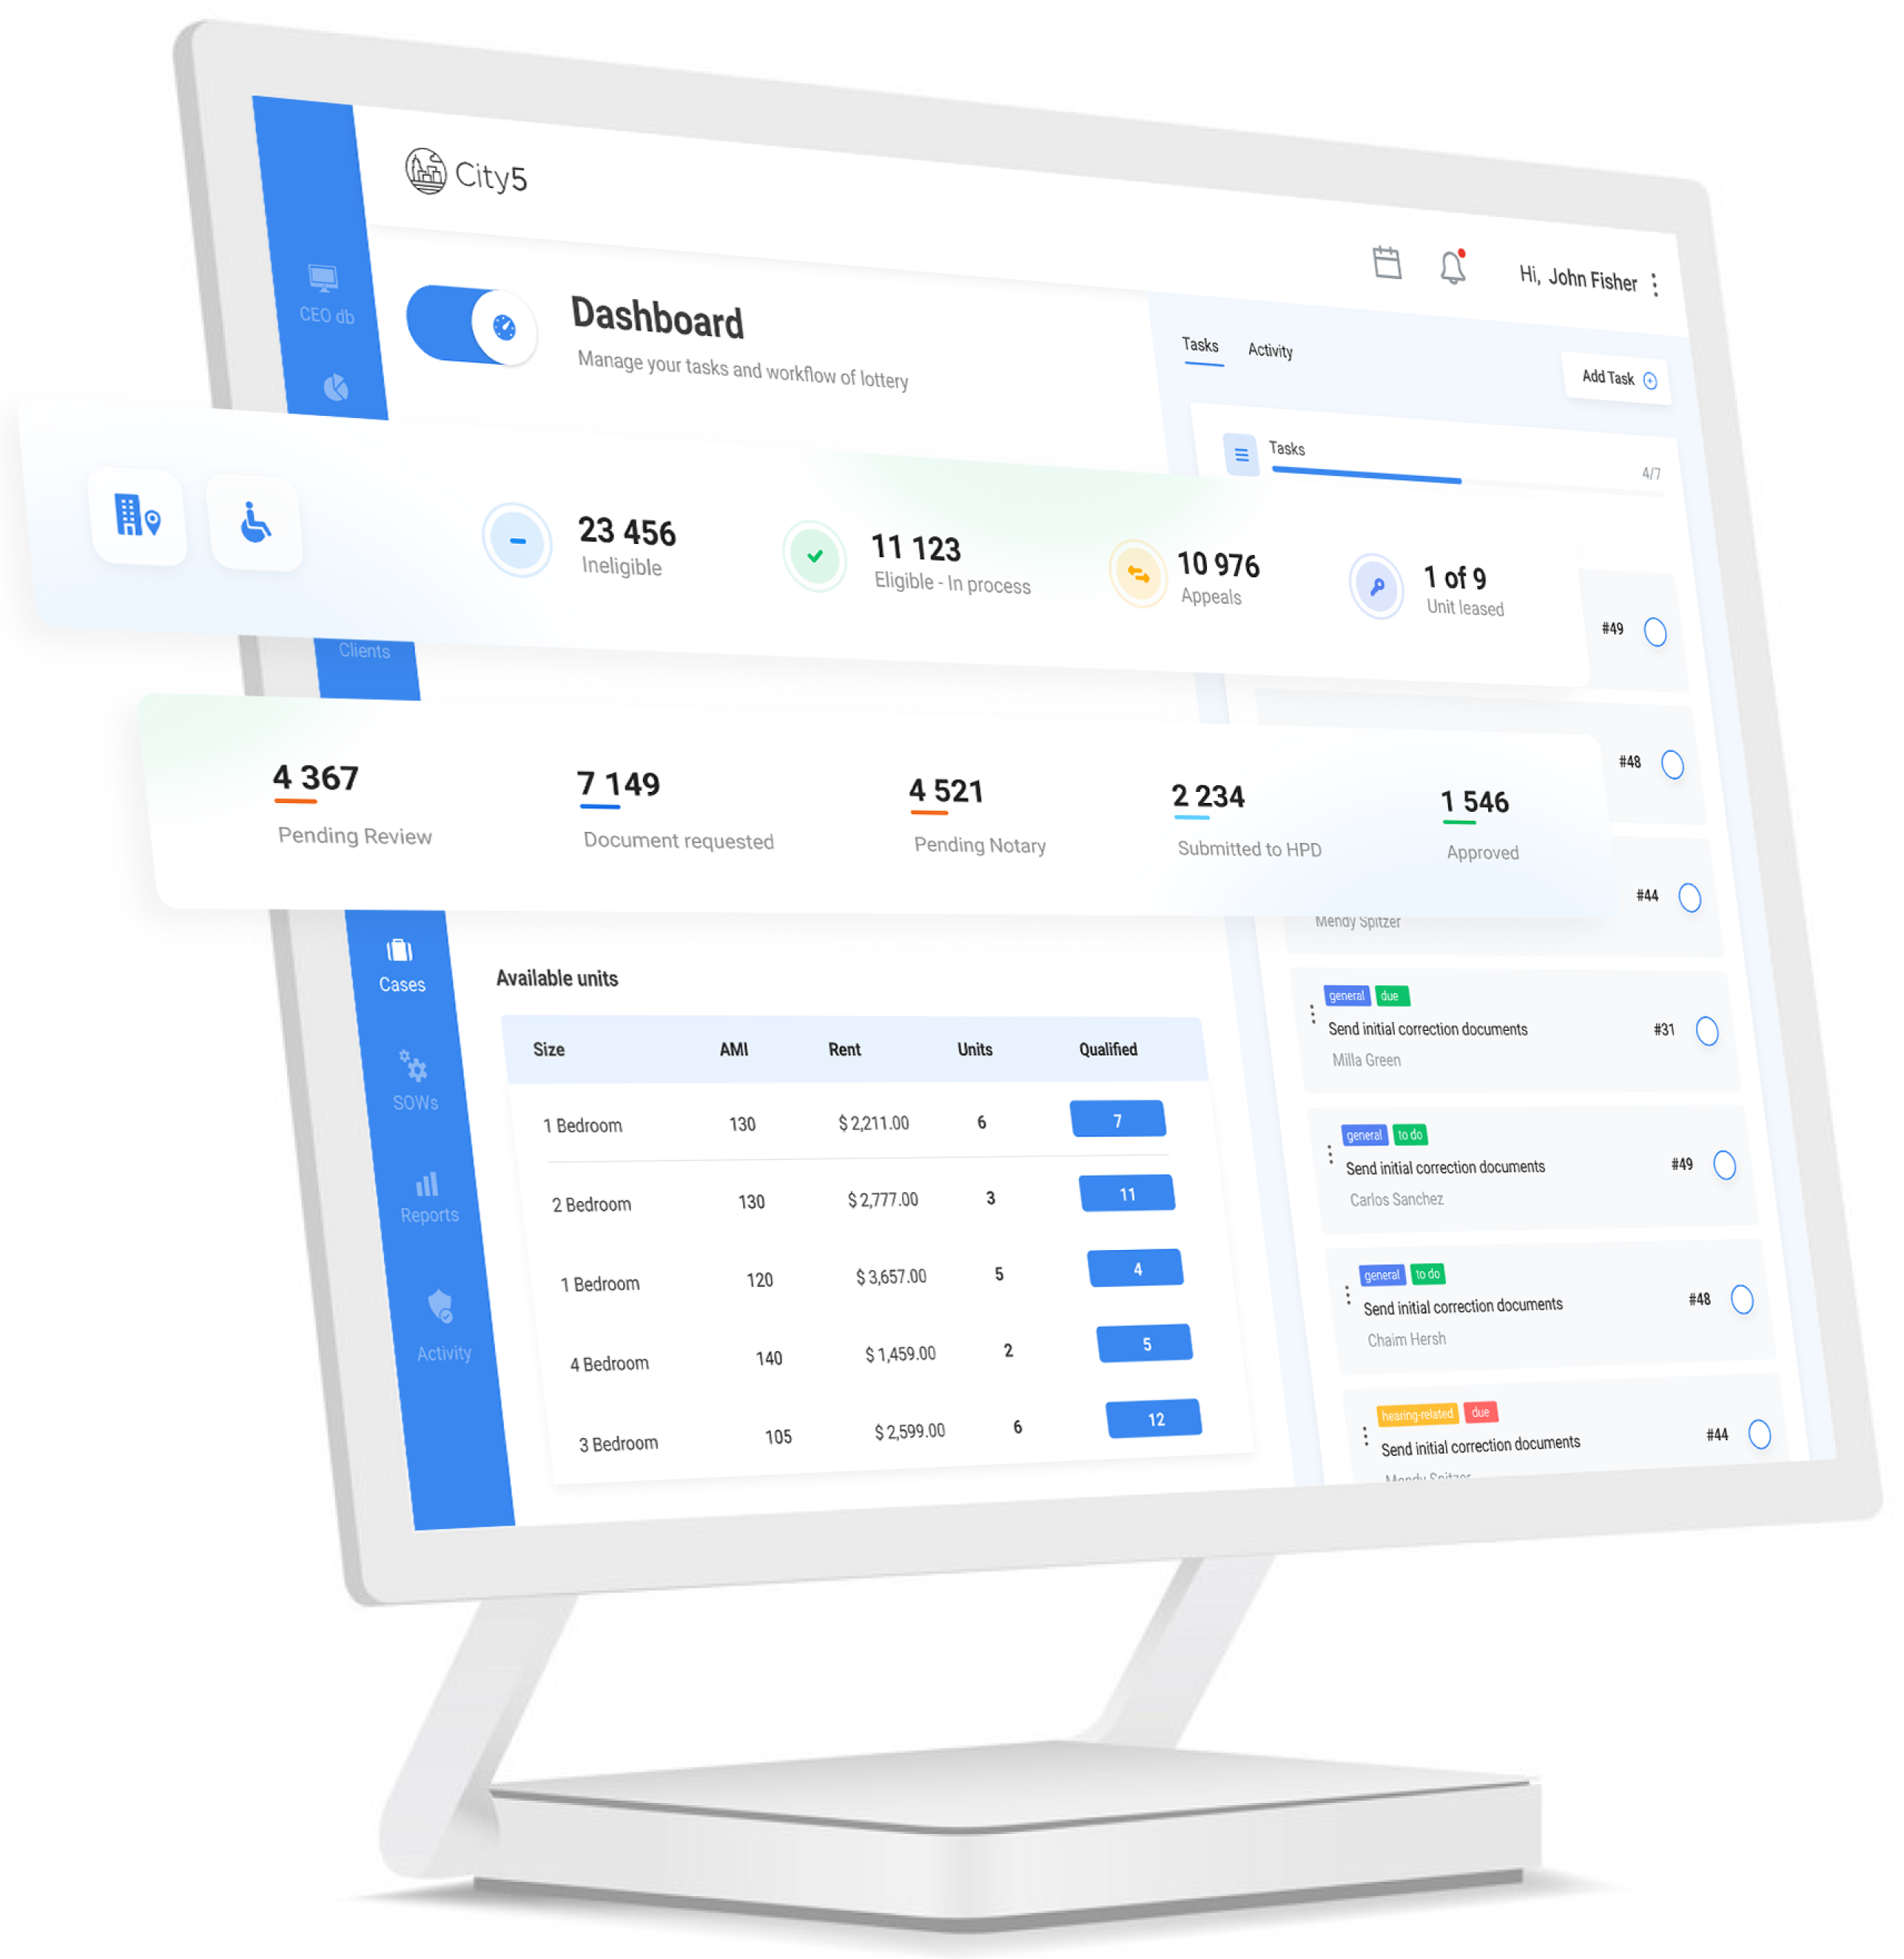 City5
Hi, John Fisher
CEO db
Dashboard
Manage your tasks and workflow of lottery
Tasks Activity
Add Task
Tasks
4/7
23 456
Ineligible
11 123
Eligible - In process
10 976
Appeals
1 of 9
Unit leased
#49
Clients
#48
4 367
Pending Review
7 149
Document requested
4 521
Pending Notary
2 234
Submitted to HPD
1 546
Approved
#44
Mendy Spitzer
Cases
SOWs
Reports
Activity
Available units
Size AMI Rent Units Qualified
1 Bedroom 130 $ 2,211.00 6 7
2 Bedroom 130 $ 2,777.00 3 11
1 Bedroom 120 $ 3,657.00 5 4
4 Bedroom 140 $ 1,459.00 2 5
3 Bedroom 105 $ 2,599.00 6 12
general due
Send initial correction documents #31
Milla Green
general to do
Send initial correction documents #49
Carlos Sanchez
general to do
Send initial correction documents #48
Chaim Hersh
hearing-related due
Send initial correction documents #44
Mendy Spitzer